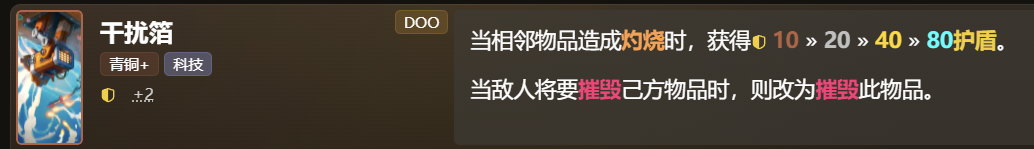 干扰箔
DOO
青铜+ 科技
+2
当相邻物品造成灼烧时，获得 10 » 20 » 40 » 80护盾。
当敌人将要摧毁己方物品时，则改为摧毁此物品。